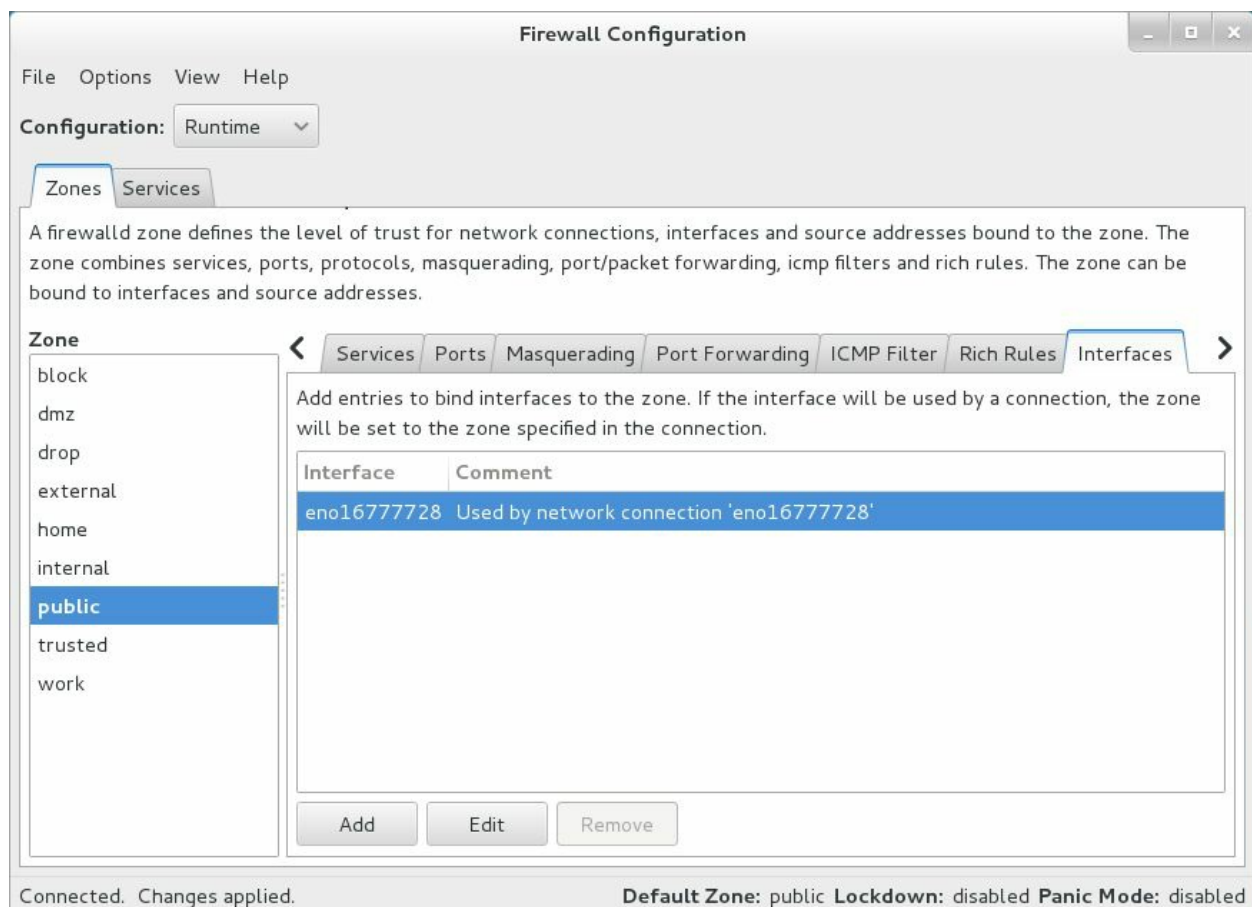 Firewall Configuration
File Options View Help
Configuration: Runtime
Zones Services
A firewalld zone defines the level of trust for network connections, interfaces and source addresses bound to the zone. The
zone combines services, ports, protocols, masquerading, port/packet forwarding, icmp filters and rich rules. The zone can be
bound to interfaces and source addresses.
Zone
block
dmz
drop
external
home
internal
public
trusted
work
Services Ports Masquerading Port Forwarding ICMP Filter Rich Rules Interfaces
Add entries to bind interfaces to the zone. If the interface will be used by a connection, the zone
will be set to the zone specified in the connection.
Interface Comment
eno16777728 Used by network connection 'eno16777728'
Add Edit Remove
Connected. Changes applied.
Default Zone: public Lockdown: disabled Panic Mode: disabled